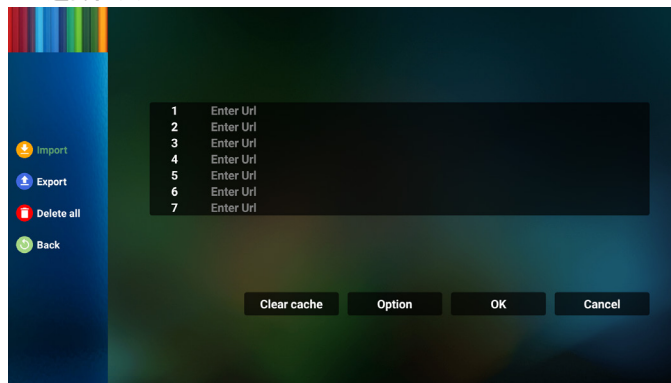 Import
Export
Delete all
Back
1 Enter Url
2 Enter Url
3 Enter Url
4 Enter Url
5 Enter Url
6 Enter Url
7 Enter Url
Clear cache Option OK Cancel